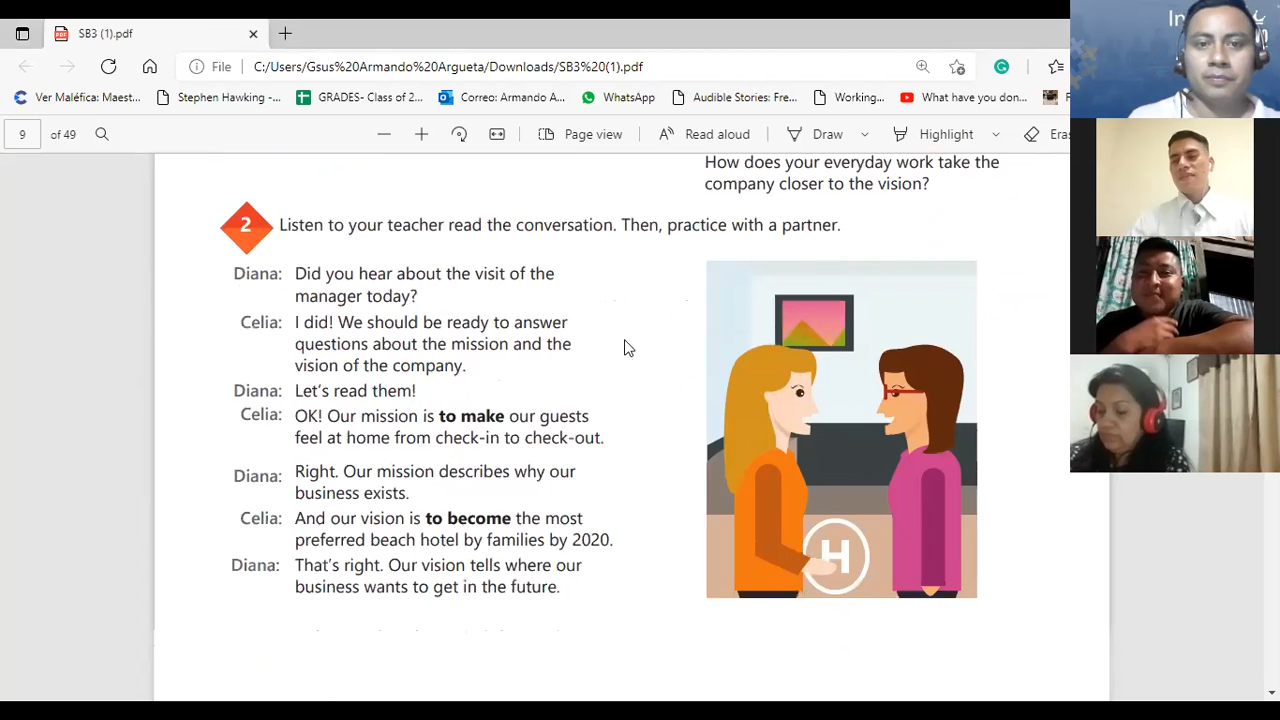 SB3 (1).pdf
File C:/Users/Gsus%20Armando%20Argueta/Downloads/SB3%20(1).pdf
Ver Maléfica: Maest... Stephen Hawking -... GRADES- Class of 2... Correo: Armando A... WhatsApp Audible Stories: Fre... Working... What have you don...
9 of 49 Page view Read aloud Draw Highlight Eras
How does your everyday work take the
company closer to the vision?
2 Listen to your teacher read the conversation. Then, practice with a partner.
Diana: Did you hear about the visit of the
manager today?
Celia: I did! We should be ready to answer
questions about the mission and the
vision of the company.
Diana: Let's read them!
Celia: OK! Our mission is to make our guests
feel at home from check-in to check-out.
Diana: Right. Our mission describes why our
business exists.
Celia: And our vision is to become the most
preferred beach hotel by families by 2020.
Diana: That's right. Our vision tells where our
business wants to get in the future.
H